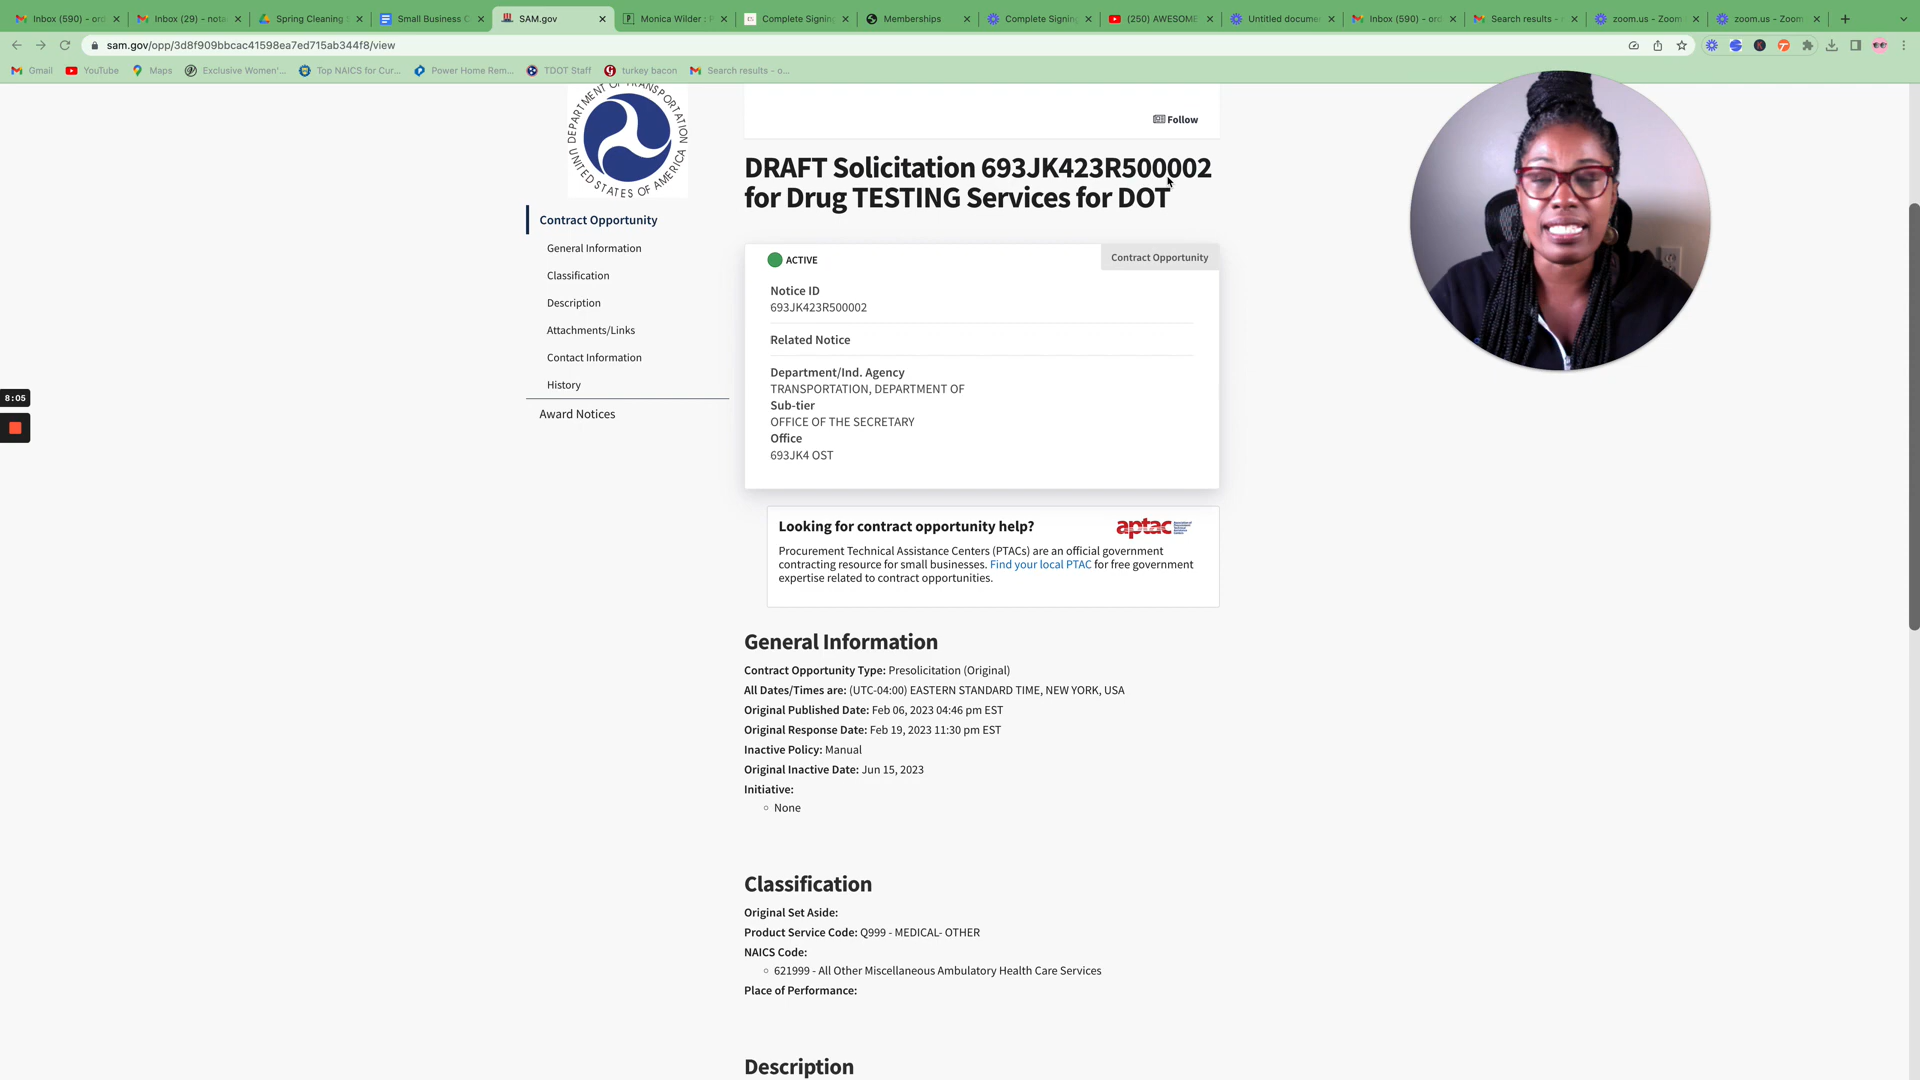 Inbox (590) - ord
Inbox (29) - nota
Spring Cleaning
Small Business C
SAM.gov
Monica Wilder : P
Complete Signin
Memberships
Complete Signin
(250) AWESOME
Untitled docume
Inbox (590) - ord
Search results -
zoom.us - Zoom
zoom.us - Zoom
sam.gov/opp/3d8f909bbcac41598ea7ed715ab344f8/view
Gmail
YouTube
Maps
Exclusive Women'...
Top NAICS for Cur...
Power Home Rem...
TDOT Staff
turkey bacon
Search results - o...
DEPARTMENT OF TRANSPORTATION
UNITED STATES OF AMERICA
Follow
DRAFT Solicitation 693JK423R500002
for Drug TESTING Services for DOT
Contract Opportunity
General Information
Classification
Description
Attachments/Links
Contact Information
History
Award Notices
8:05
ACTIVE
Contract Opportunity
Notice ID
693JK423R500002
Related Notice
Department/Ind. Agency
TRANSPORTATION, DEPARTMENT OF
Sub-tier
OFFICE OF THE SECRETARY
Office
693JK4 OST
Looking for contract opportunity help?
aptac
Procurement Technical Assistance Centers (PTACs) are an official government
contracting resource for small businesses. Find your local PTAC for free government
expertise related to contract opportunities.
General Information
Contract Opportunity Type: Presolicitation (Original)
All Dates/Times are: (UTC-04:00) EASTERN STANDARD TIME, NEW YORK, USA
Original Published Date: Feb 06, 2023 04:46 pm EST
Original Response Date: Feb 19, 2023 11:30 pm EST
Inactive Policy: Manual
Original Inactive Date: Jun 15, 2023
Initiative:
None
Classification
Original Set Aside:
Product Service Code: Q999 - MEDICAL- OTHER
NAICS Code:
621999 - All Other Miscellaneous Ambulatory Health Care Services
Place of Performance:
Description